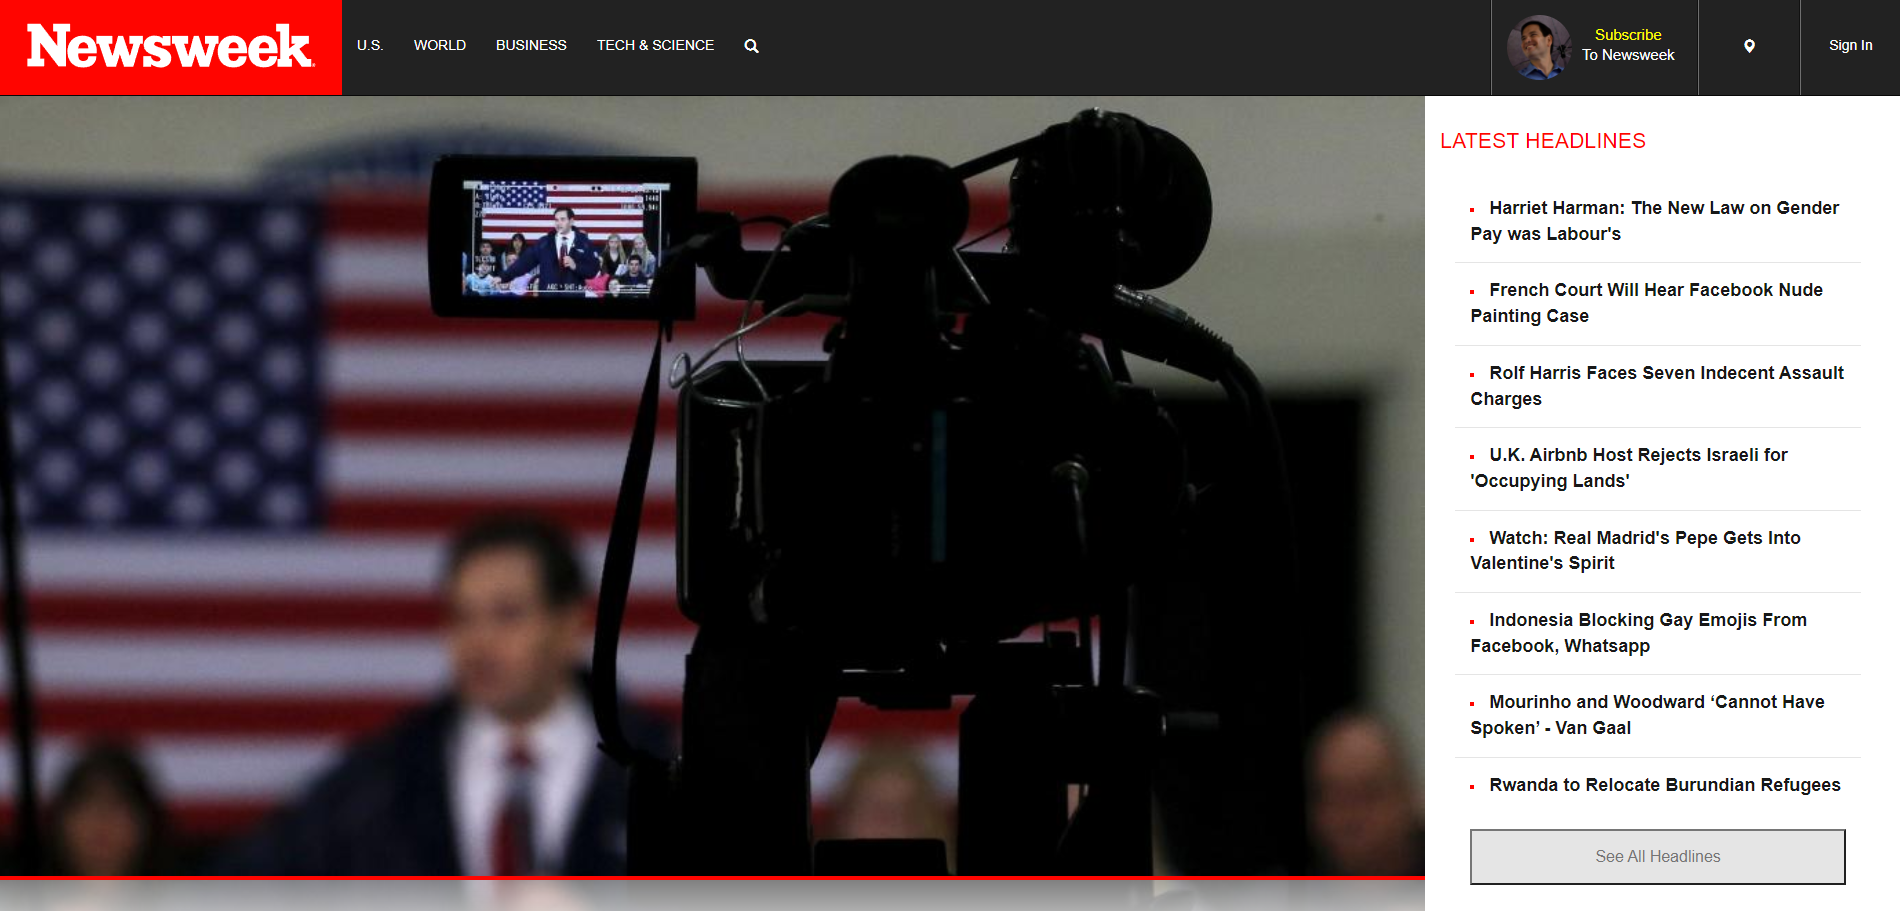 Newsweek
U.S.
WORLD
BUSINESS
TECH & SCIENCE
Subscribe
To Newsweek
Sign In
LATEST HEADLINES
Harriet Harman: The New Law on Gender
Pay was Labour's
French Court Will Hear Facebook Nude
Painting Case
Rolf Harris Faces Seven Indecent Assault
Charges
U.K. Airbnb Host Rejects Israeli for
'Occupying Lands'
Watch: Real Madrid's Pepe Gets Into
Valentine's Spirit
Indonesia Blocking Gay Emojis From
Facebook, Whatsapp
Mourinho and Woodward ‘Cannot Have
Spoken’ - Van Gaal
Rwanda to Relocate Burundian Refugees
See All Headlines